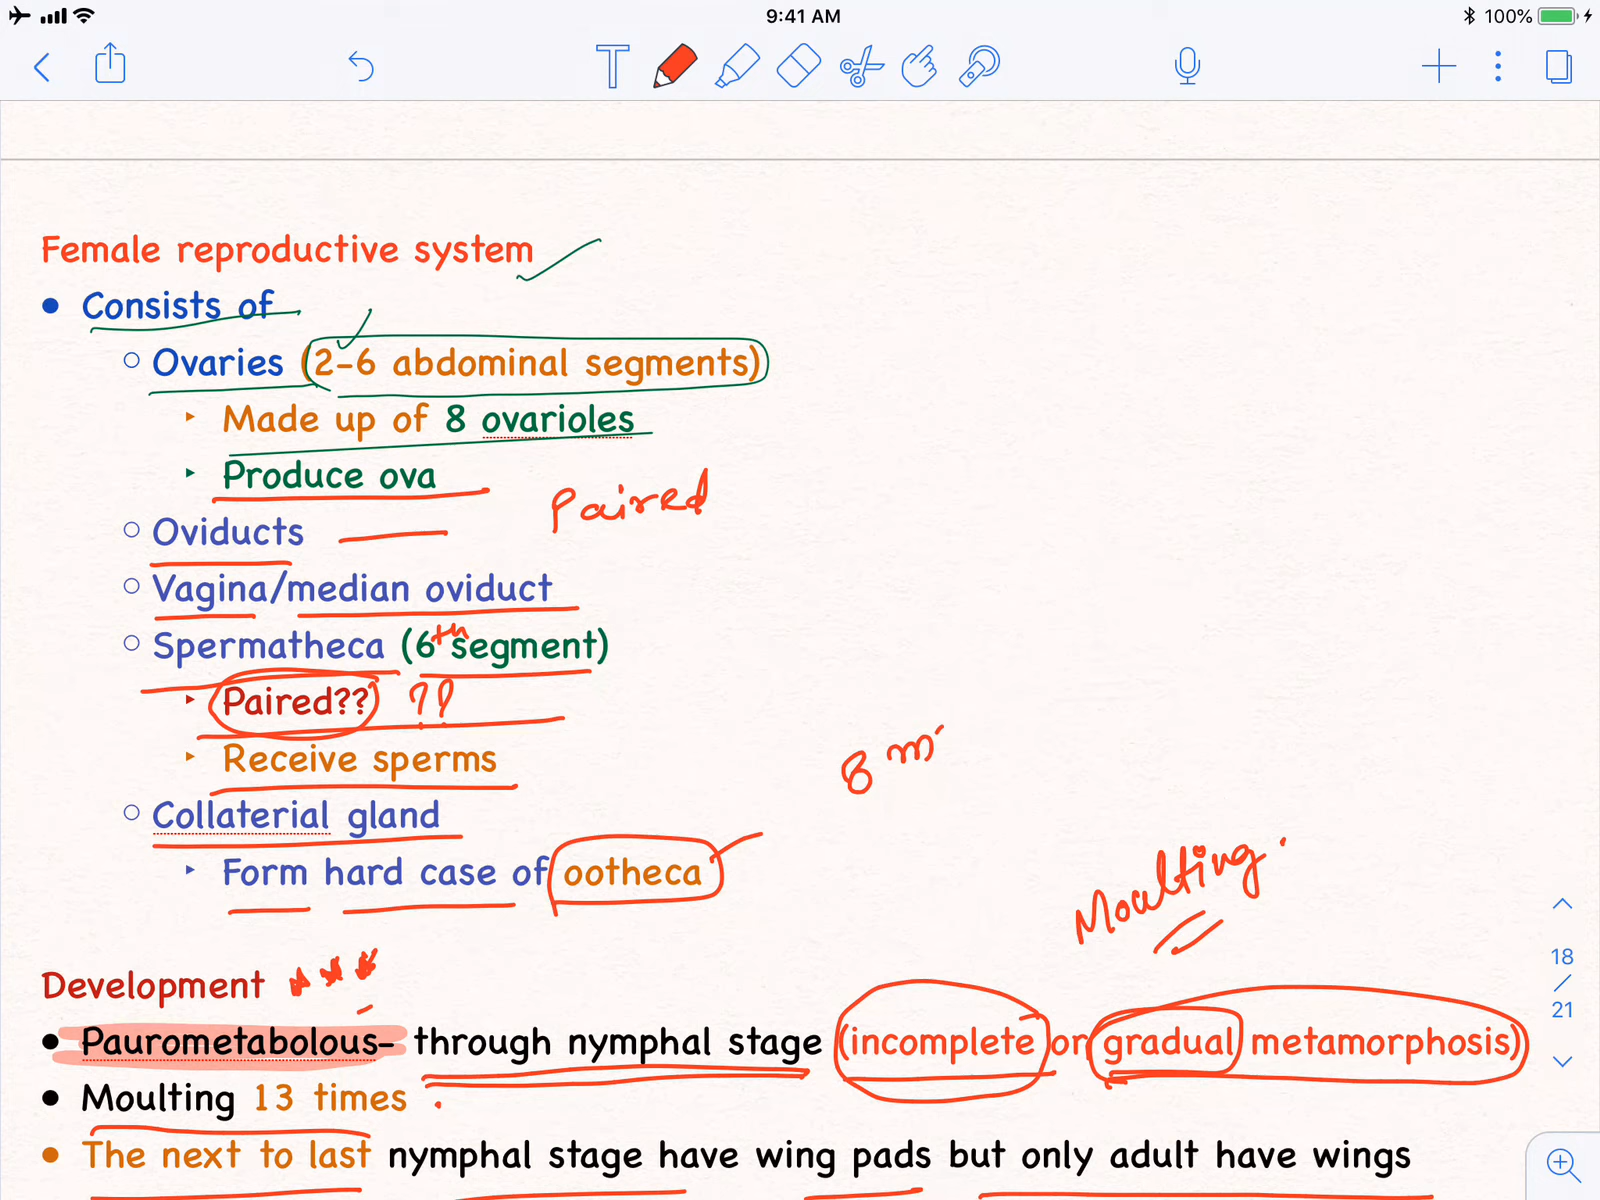 9:41 AM
100%
T
Female reproductive system
Consists of
Ovaries (2-6 abdominal segments)
Made up of 8 ovarioles
Produce ova
Paired
Oviducts
Vagina/median oviduct
Spermatheca (6th segment)
Paired?? ??
Receive sperms
Collaterial gland
Form hard case of ootheca
Moulting
Development
Paurometabolous- through nymphal stage (incomplete or gradual metamorphosis)
Moulting 13 times
The next to last nymphal stage have wing pads but only adult have wings
18
/
21